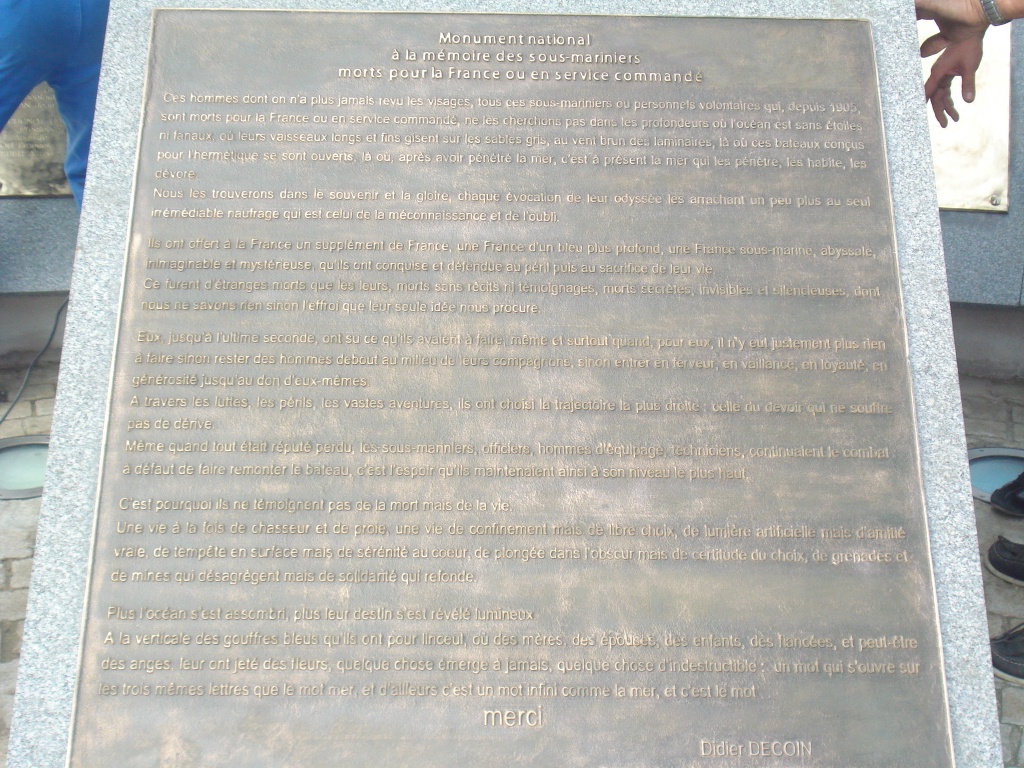 Monument national
à la mémoire des sous-mariniers
morts pour la France ou en service commandé
Ces hommes dont on n'a plus jamais revu les visages, tous ces sous-mariniers ou personnels volontaires qui, depuis 1905,
sont morts pour la France ou en service commandé, ne les cherchons pas dans les profondeurs où l'océan est sans étoiles
ni fanaux, où leurs vaisseaux longs et fins gisent sur les sables gris, au vent brun des laminaires, là où ces bateaux conçus
pour l'hermétique se sont ouverts, là où, après avoir pénétré la mer, c'est à présent la mer qui les pénètre, les habite, les
dévore.
Nous les trouverons dans le souvenir et la gloire, chaque évocation de leur odyssée les arrachant un peu plus au seul
irrémédiable naufrage qui est celui de la méconnaissance et de l'oubli.
Ils ont offert à la France un supplément de France, une France d'un bleu plus profond, une France sous-marine, abyssale,
inimaginable et mystérieuse, qu'ils ont conquise et défendue au péril puis au sacrifice de leur vie.
Ce furent d'étranges morts que les leurs, morts sans récits ni témoignages, morts secrètes, invisibles et silencieuses, dont
nous ne savons rien sinon l'effroi que leur seule idée nous procure.
Eux, jusqu'à l'ultime seconde, ont su ce qu'ils avaient à faire, même et surtout quand, pour eux, il n'y eut justement plus rien
à faire sinon rester des hommes debout au milieu de leurs compagnons, sinon entrer en ferveur, en vaillance, en loyauté, en
générosité jusqu'au don d'eux-mêmes.
A travers les luttes, les périls, les vastes aventures, ils ont choisi la trajectoire la plus droite : celle du devoir qui ne souffre
pas de dérive.
Même quand tout était réputé perdu, les sous-mariniers, officiers, hommes d'équipage, techniciens, continuaient le combat :
à défaut de faire remonter le bateau, c'est l'espoir qu'ils maintenaient ainsi à son niveau le plus haut.
C'est pourquoi ils ne témoignent pas de la mort mais de la vie.
Une vie à la fois de chasseur et de proie, une vie de confinement mais de libre choix, de lumière artificielle mais d'amitié
vraie, de tempête en surface mais de sérénité au coeur, de plongée dans l'obscur mais de certitude du choix, de grenades et
de mines qui désagrègent mais de solidarité qui refonde.
Plus l'océan s'est assombri, plus leur destin s'est révélé lumineux.
A la verticale des gouffres bleus qu'ils ont pour linceul, où des mères, des épouses, des enfants, des fiancées, et peut-être
des anges, leur ont jeté des fleurs, quelque chose émerge à jamais, quelque chose d'indestructible : un mot qui s'ouvre sur
les trois mêmes lettres que le mot mer, et d'ailleurs c'est un mot infini comme la mer, et c'est le mot
merci
Didier DECOIN